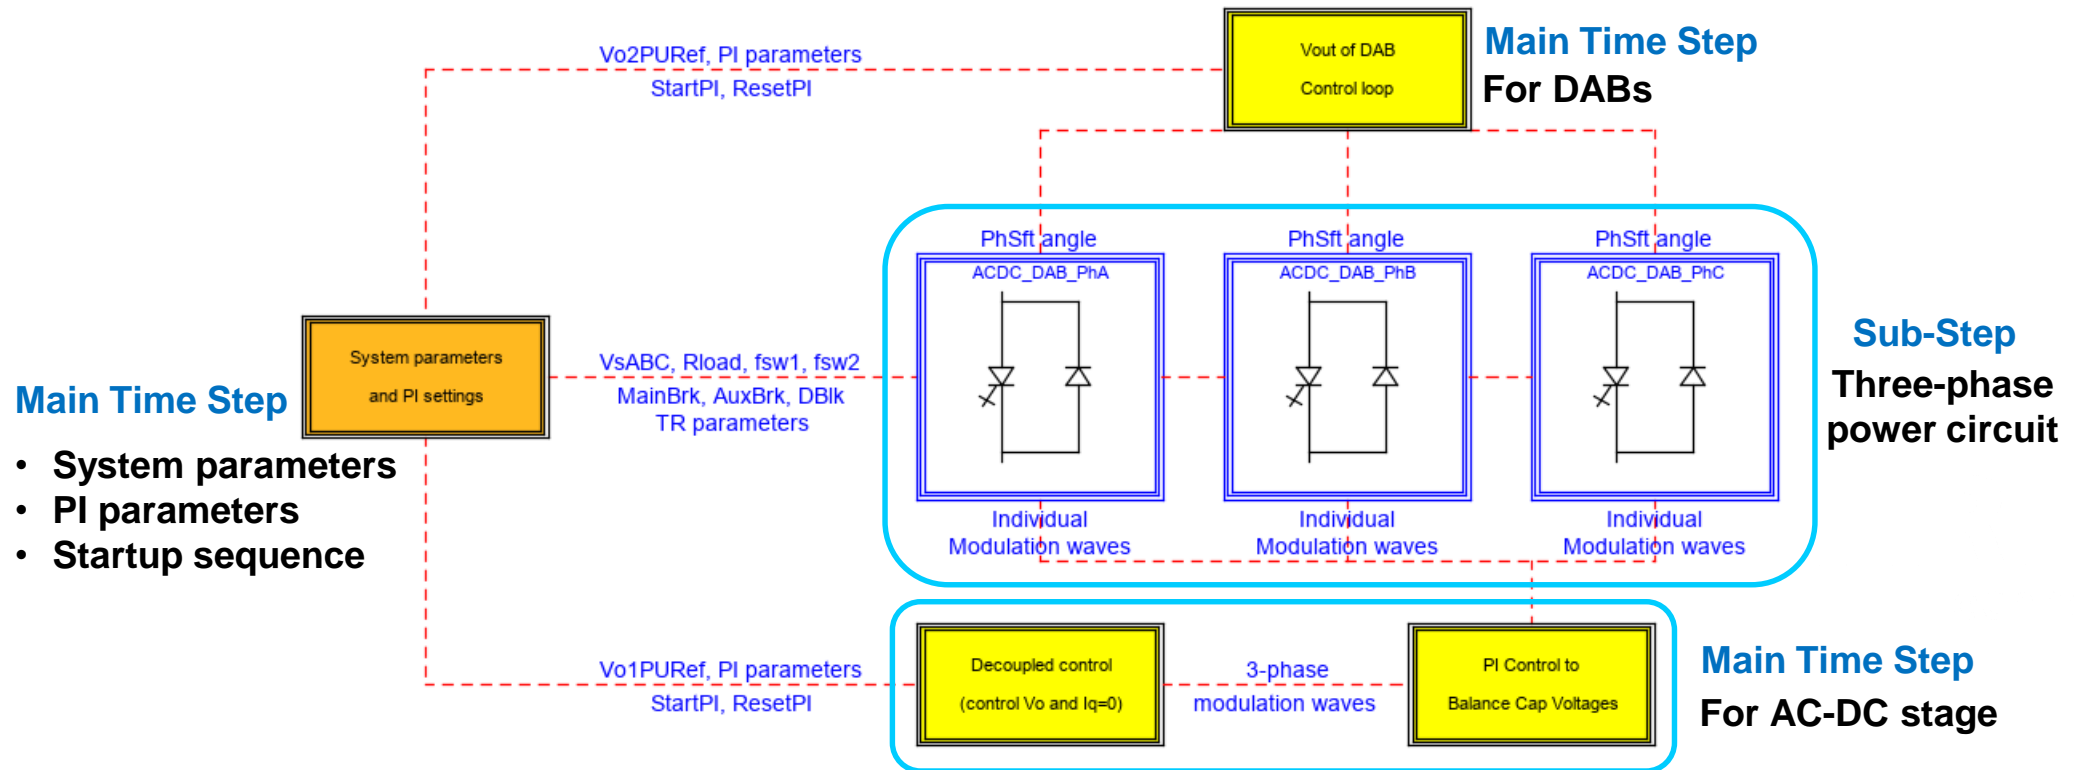 Vout of DAB
Control loop
Main Time Step
For DABs
Vo2PURef, PI parameters
StartPI, ResetPI
PhSft angle
PhSft angle
PhSft angle
ACDC_DAB_PhA
ACDC_DAB_PhB
ACDC_DAB_PhC
System parameters
and PI settings
VsABC, Rload, fsw1, fsw2
MainBrk, AuxBrk, DBlk
TR parameters
Sub-Step
Three-phase
power circuit
Main Time Step
• System parameters
• PI parameters
• Startup sequence
Individual
Modulation waves
Individual
Modulation waves
Individual
Modulation waves
Vo1PURef, PI parameters
StartPI, ResetPI
Decoupled control
(control Vo and Iq=0)
3-phase
modulation waves
PI Control to
Balance Cap Voltages
Main Time Step
For AC-DC stage